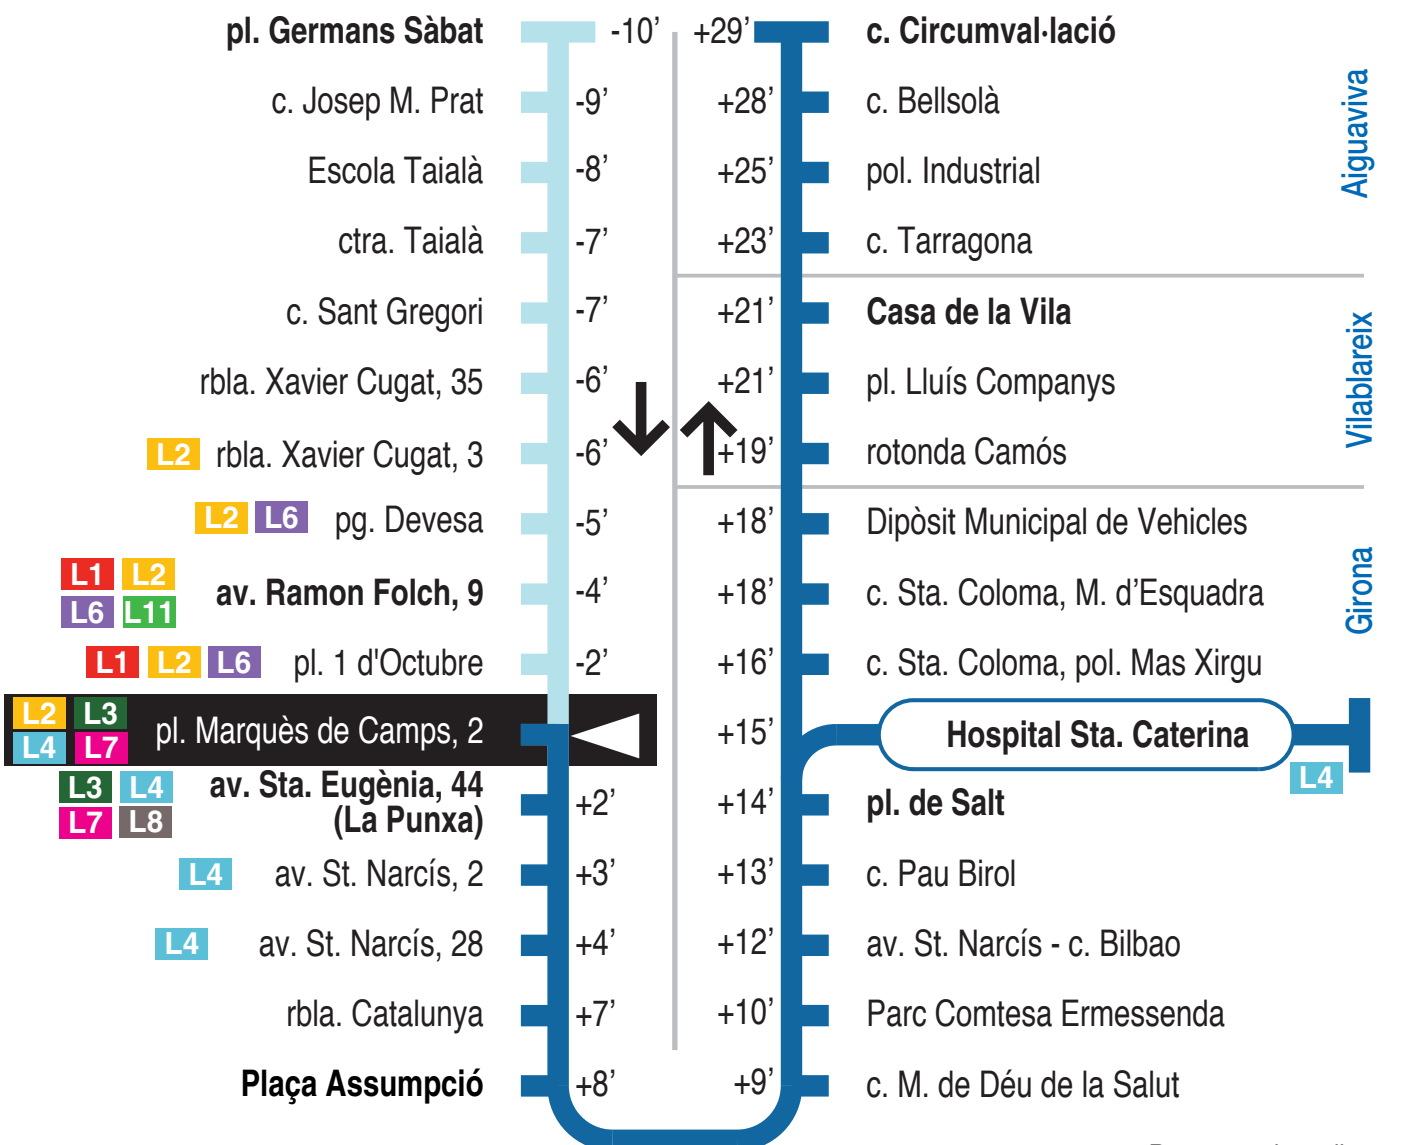 pl. Germans Sàbat -10’
c. Josep M. Prat -9’
Escola Taialà -8’
ctra. Taialà -7’
c. Sant Gregori -7’
rbla. Xavier Cugat, 35 -6’
L2 rbla. Xavier Cugat, 3 -6’
L2 L6 pg. Devesa -5’
L1 L2
L6 L11
av. Ramon Folch, 9 -4’
L1 L2 L6 pl. 1 d'Octubre -2’
L2 L3
L4 L7
pl. Marquès de Camps, 2
L3 L4
L7 L8
av. Sta. Eugènia, 44
(La Punxa)
+2’
L4 av. St. Narcís, 2 +3’
L4 av. St. Narcís, 28 +4’
rbla. Catalunya +7’
Plaça Assumpció +8’
+29’ c. Circumval·lació
+28’ c. Bellsolà
+25’ pol. Industrial
+23’ c. Tarragona
Aiguaviva
+21’ Casa de la Vila
+21’ pl. Lluís Companys
+19’ rotonda Camós
Vilablareix
+18’ Dipòsit Municipal de Vehicles
+18’ c. Sta. Coloma, M. d’Esquadra
+16’ c. Sta. Coloma, pol. Mas Xirgu
Girona
+15’ Hospital Sta. Caterina
L4
+14’ pl. de Salt
+13’ c. Pau Birol
+12’ av. St. Narcís - c. Bilbao
+10’ Parc Comtesa Ermessenda
+9’ c. M. de Déu de la Salut